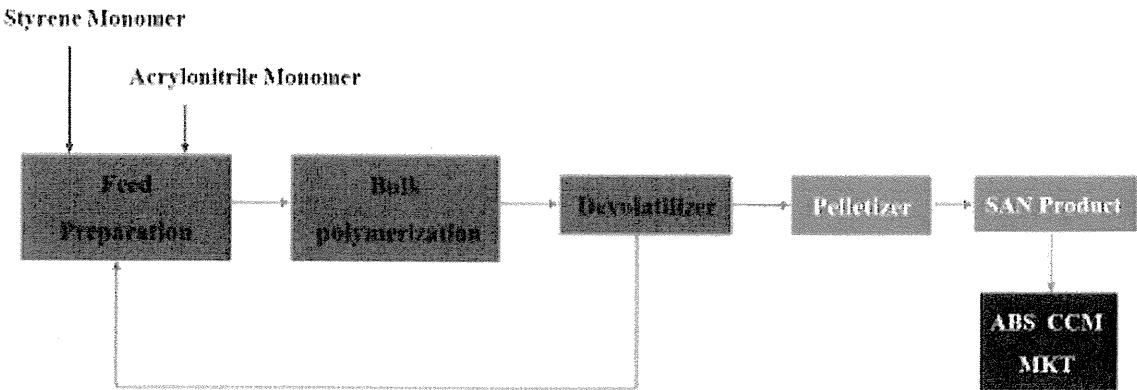 Styrene Monomer
Acrylonitrile Monomer
Feed
Preparation
Bulk
polymerization
Devolatilizer
Pelletizer
SAN Product
ABS CCM
MKT